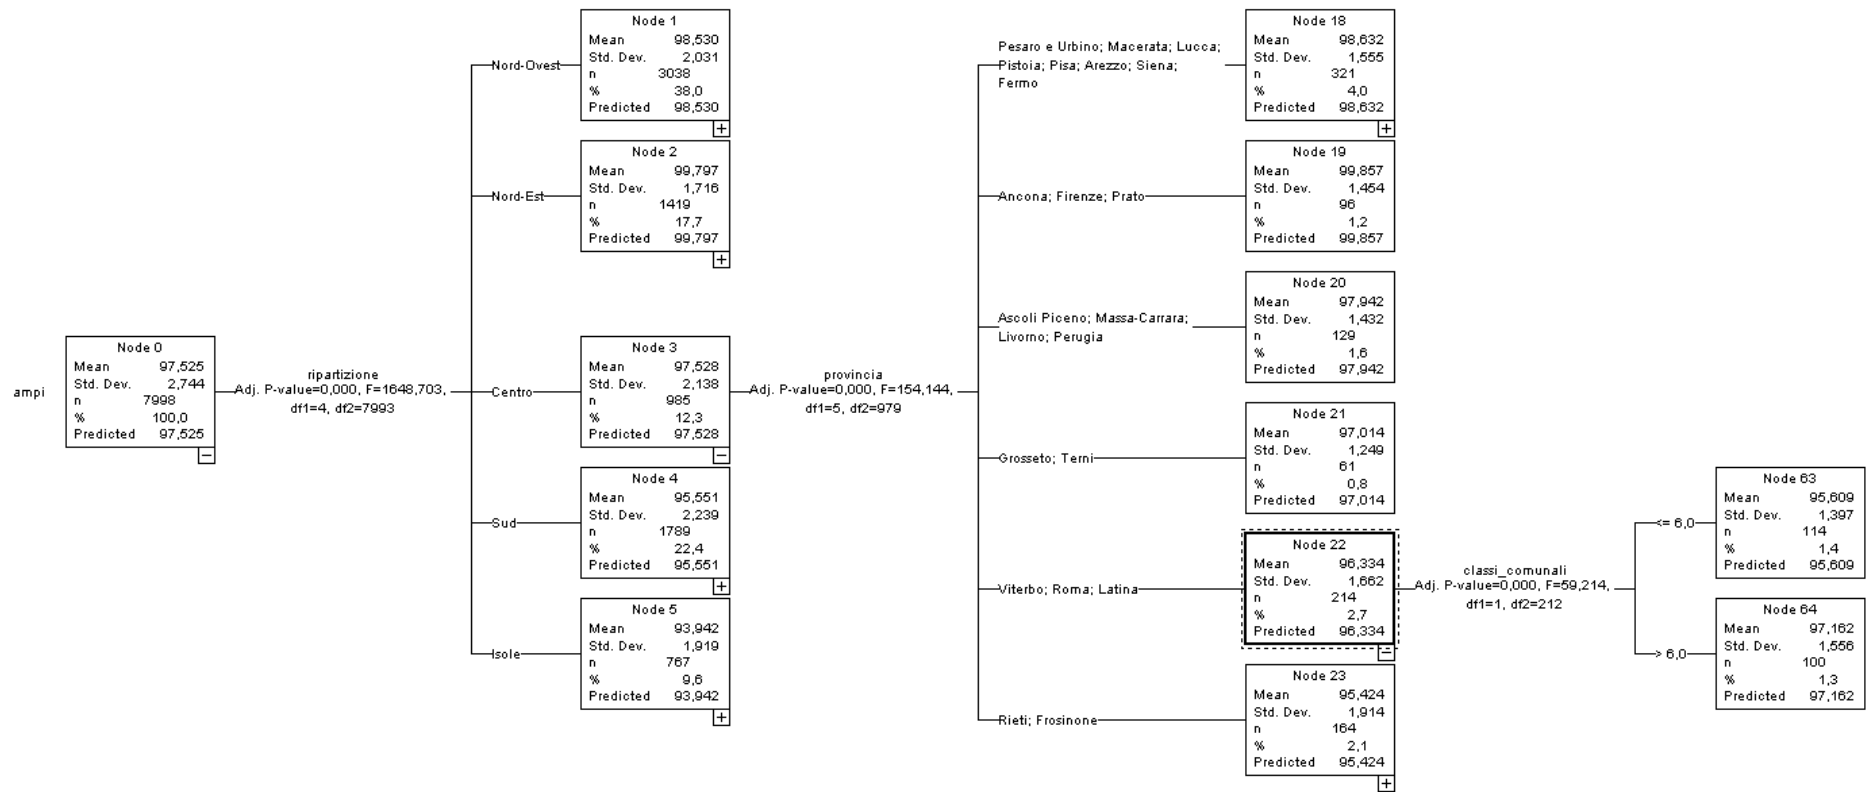 ampi
Node 0
Mean 97,525
Std. Dev. 2,744
n 7998
% 100,0
Predicted 97,525
ripartizione
Adj. P-value=0,000, F=1648,703,
df1=4, df2=7993
Nord-Ovest
Node 1
Mean 98,530
Std. Dev. 2,031
n 3038
% 38,0
Predicted 98,530
Nord-Est
Node 2
Mean 99,797
Std. Dev. 1,716
n 1419
% 17,7
Predicted 99,797
Centro
Node 3
Mean 97,528
Std. Dev. 2,138
n 985
% 12,3
Predicted 97,528
Sud
Node 4
Mean 95,551
Std. Dev. 2,239
n 1789
% 22,4
Predicted 95,551
Isole
Node 5
Mean 93,942
Std. Dev. 1,919
n 767
% 9,6
Predicted 93,942
provincia
Adj. P-value=0,000, F=154,144,
df1=5, df2=979
Pesaro e Urbino; Macerata; Lucca;
Pistoia; Pisa; Arezzo; Siena;
Fermo
Node 18
Mean 98,632
Std. Dev. 1,555
n 321
% 4,0
Predicted 98,632
Ancona; Firenze; Prato
Node 19
Mean 99,857
Std. Dev. 1,454
n 96
% 1,2
Predicted 99,857
Ascoli Piceno; Massa-Carrara;
Livorno; Perugia
Node 20
Mean 97,942
Std. Dev. 1,432
n 129
% 1,6
Predicted 97,942
Grosseto; Terni
Node 21
Mean 97,014
Std. Dev. 1,249
n 61
% 0,8
Predicted 97,014
Viterbo; Roma; Latina
Node 22
Mean 96,334
Std. Dev. 1,662
n 214
% 2,7
Predicted 96,334
Rieti; Frosinone
Node 23
Mean 95,424
Std. Dev. 1,914
n 164
% 2,1
Predicted 95,424
classi_comunali
Adj. P-value=0,000, F=59,214,
df1=1, df2=212
<= 6,0
Node 63
Mean 95,609
Std. Dev. 1,397
n 114
% 1,4
Predicted 95,609
> 6,0
Node 64
Mean 97,162
Std. Dev. 1,556
n 100
% 1,3
Predicted 97,162